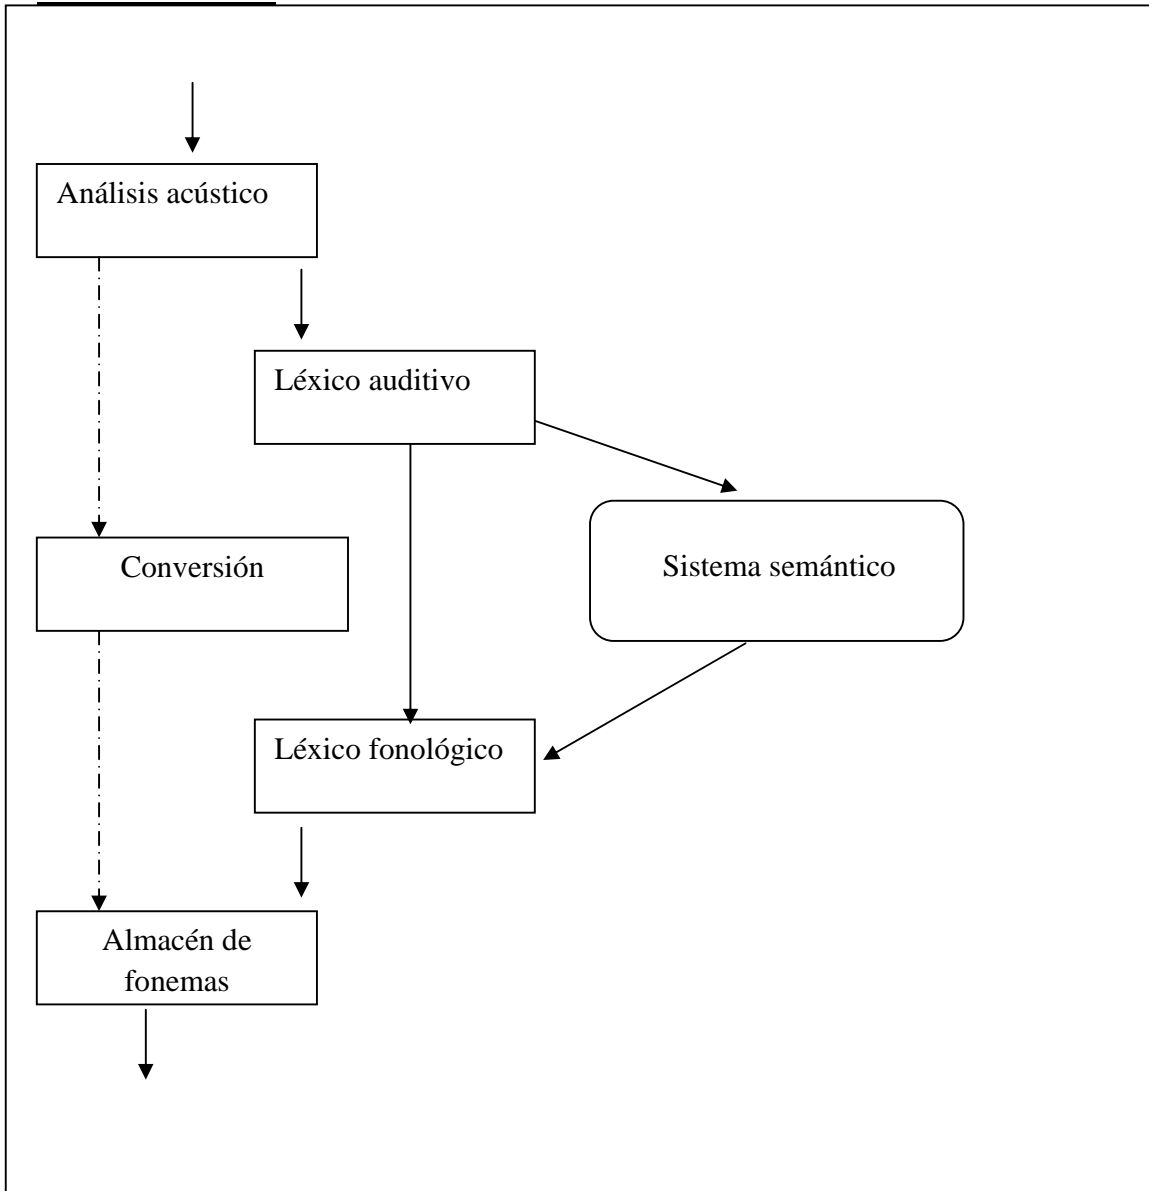 Análisis acústico
Léxico auditivo
Conversión
Sistema semántico
Léxico fonológico
Almacén de
fonemas